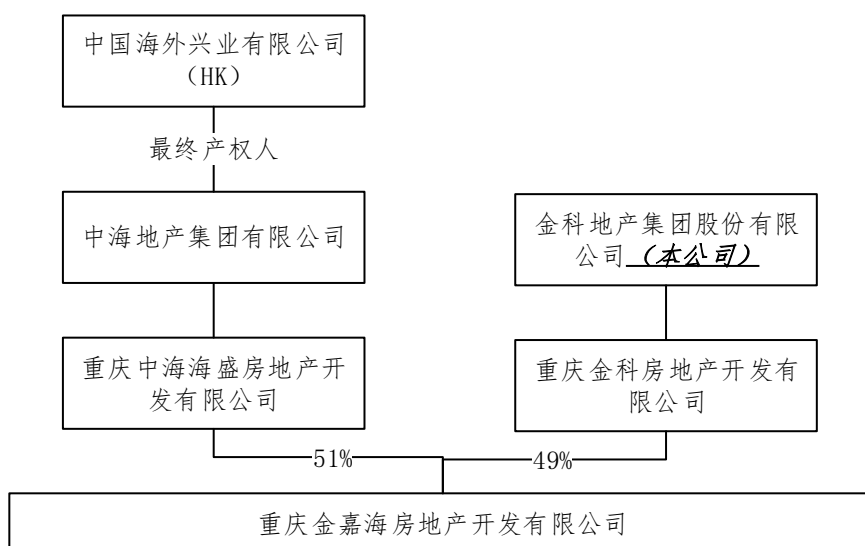 中国海外兴业有限公司
（HK）
最终产权人
中海地产集团有限公司
金科地产集团股份有限
公司（本公司）
重庆中海海盛房地产开
发有限公司
重庆金科房地产开发有
限公司
51%
49%
重庆金嘉海房地产开发有限公司